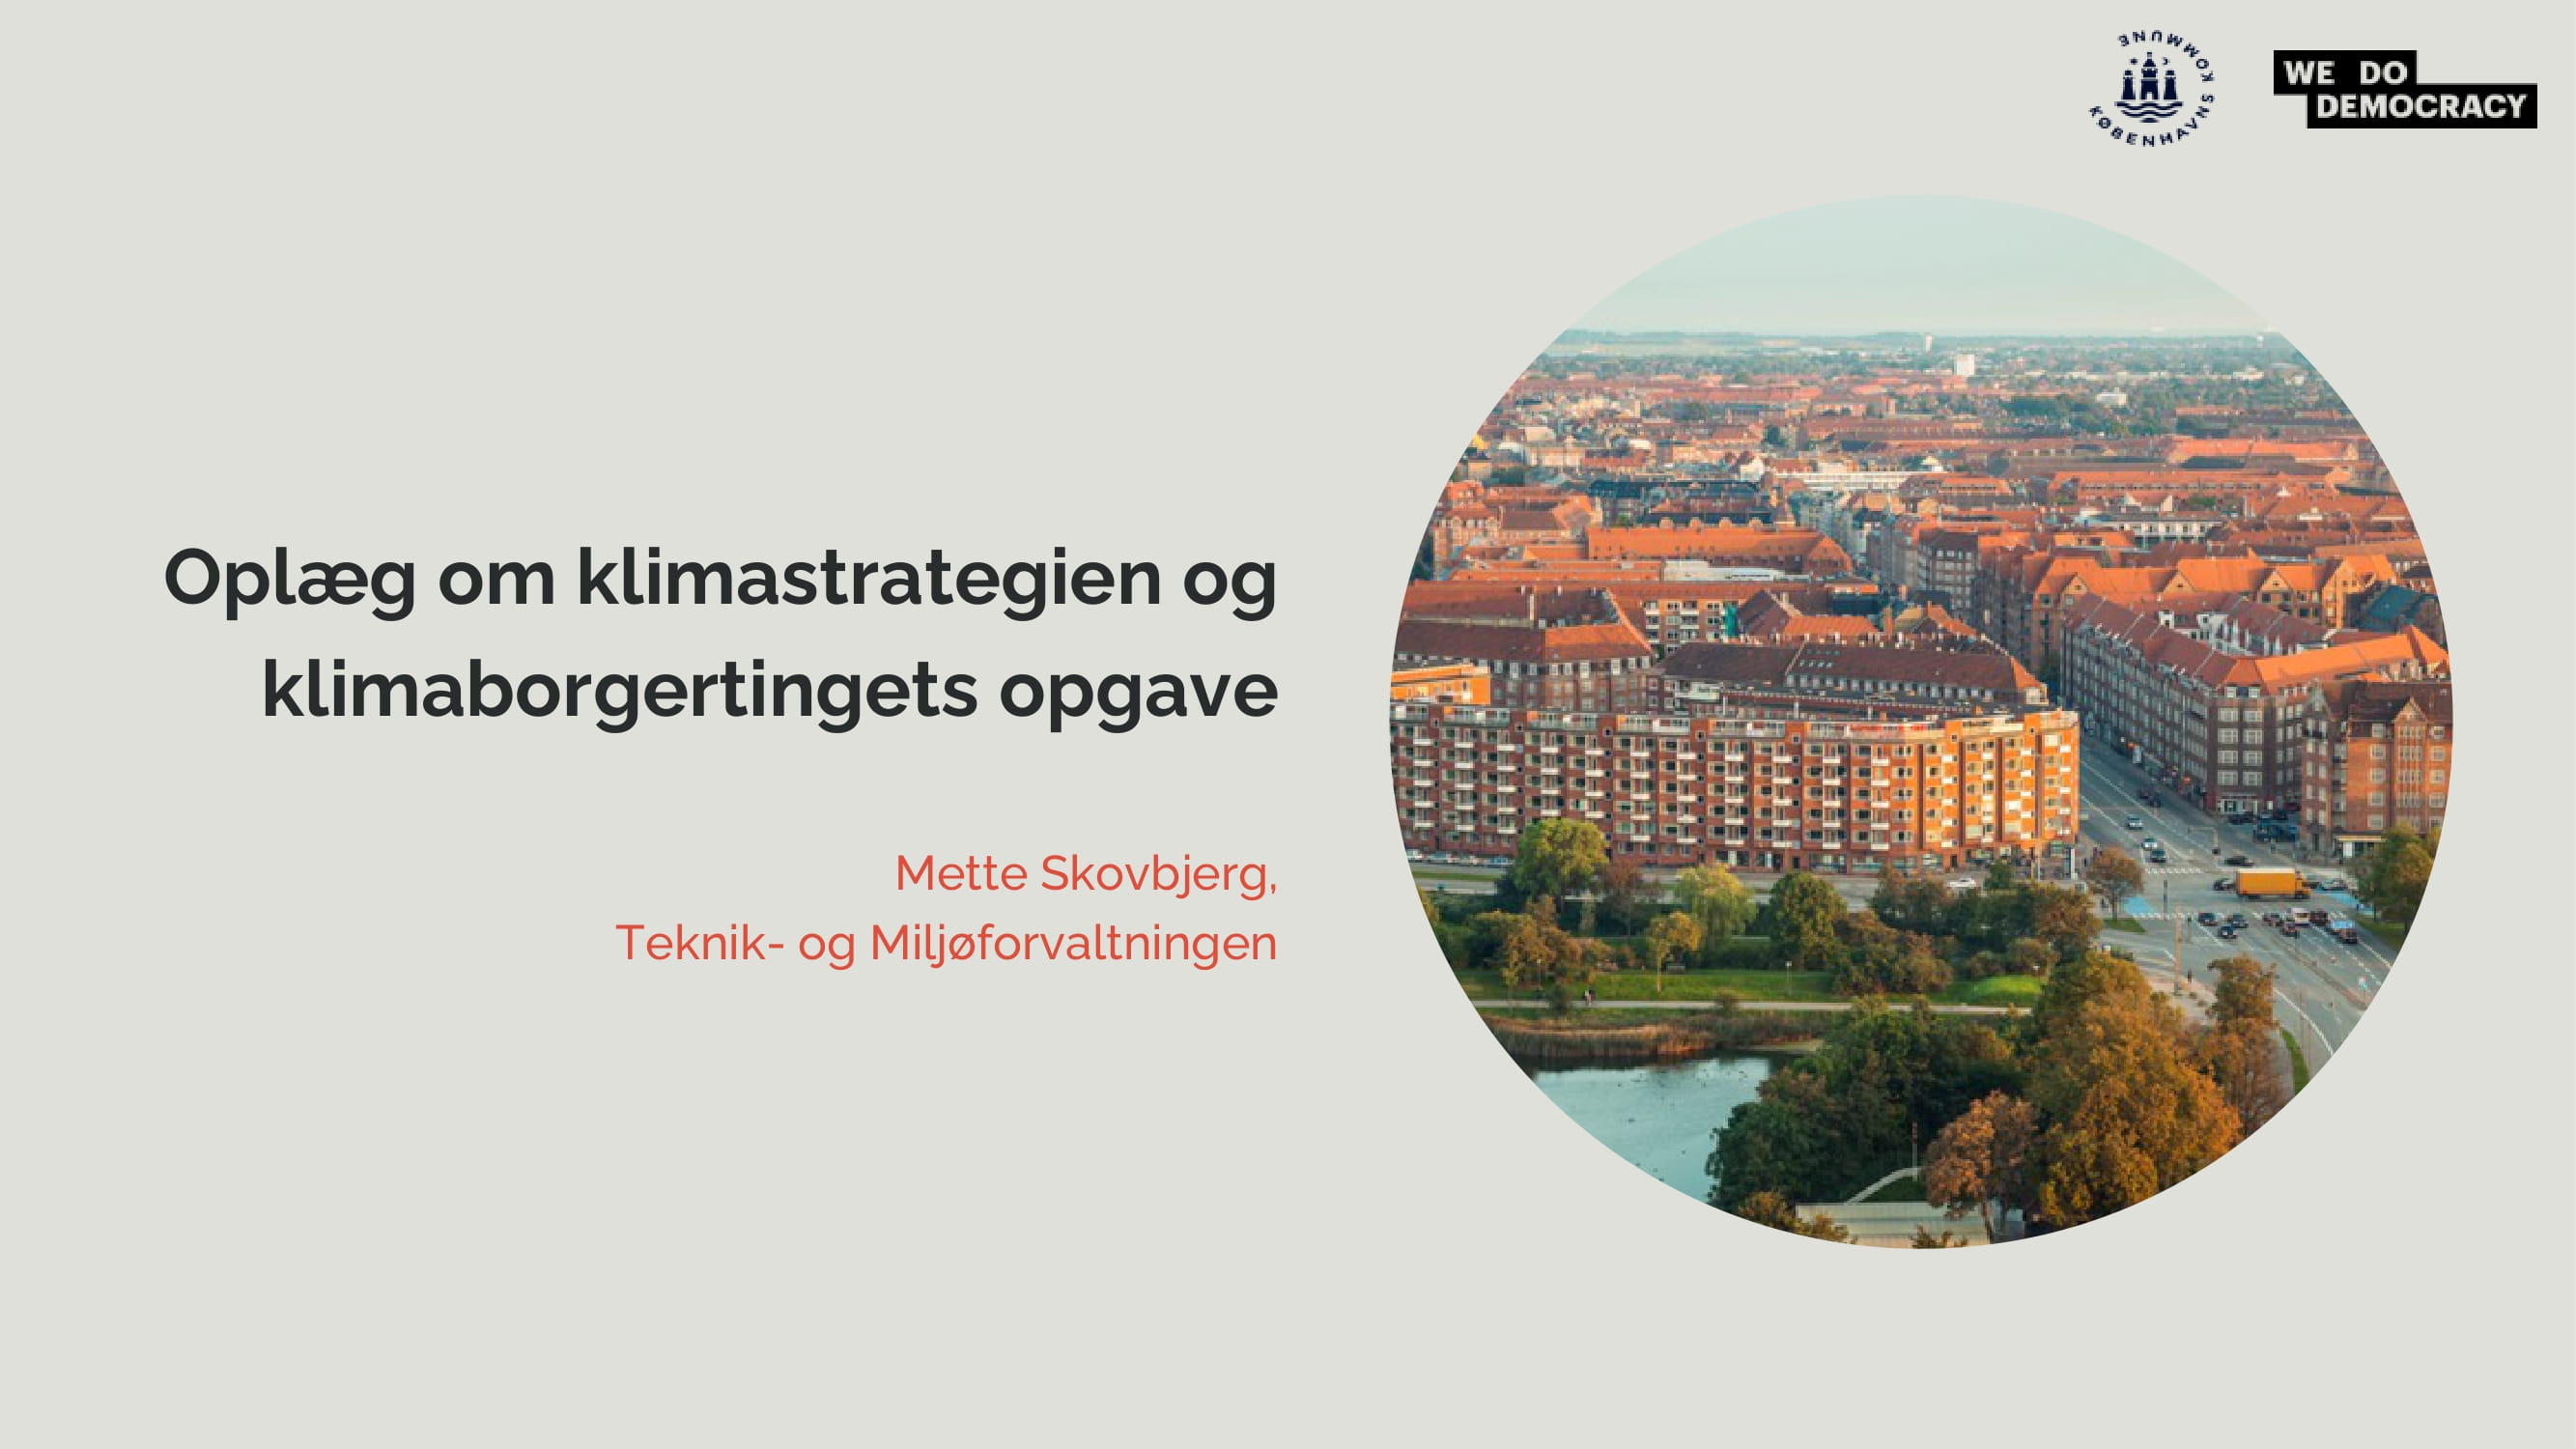 KØBENHAVNS KOMMUNE
WE DO
DEMOCRACY
Oplæg om klimastrategien og
klimaborgertingets opgave
Mette Skovbjerg,
Teknik- og Miljøforvaltningen